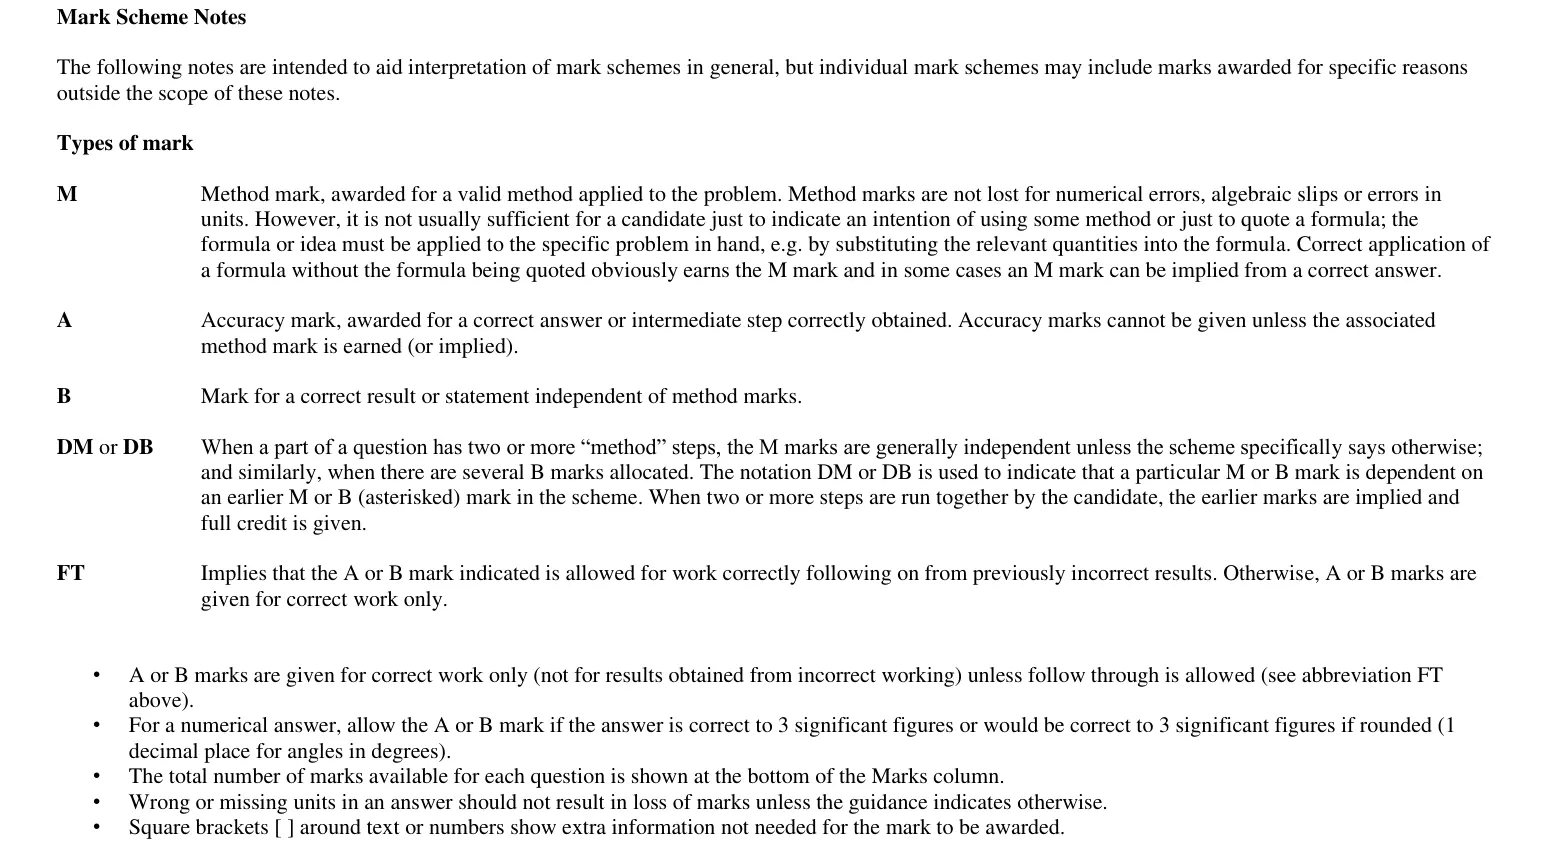 Mark Scheme Notes
The following notes are intended to aid interpretation of mark schemes in general, but individual mark schemes may include marks awarded for specific reasons
outside the scope of these notes.
Types of mark
M Method mark, awarded for a valid method applied to the problem. Method marks are not lost for numerical errors, algebraic slips or errors in
units. However, it is not usually sufficient for a candidate just to indicate an intention of using some method or just to quote a formula; the
formula or idea must be applied to the specific problem in hand, e.g. by substituting the relevant quantities into the formula. Correct application of
a formula without the formula being quoted obviously earns the M mark and in some cases an M mark can be implied from a correct answer.
A Accuracy mark, awarded for a correct answer or intermediate step correctly obtained. Accuracy marks cannot be given unless the associated
method mark is earned (or implied).
B Mark for a correct result or statement independent of method marks.
DM or DB When a part of a question has two or more “method” steps, the M marks are generally independent unless the scheme specifically says otherwise;
and similarly, when there are several B marks allocated. The notation DM or DB is used to indicate that a particular M or B mark is dependent on
an earlier M or B (asterisked) mark in the scheme. When two or more steps are run together by the candidate, the earlier marks are implied and
full credit is given.
FT Implies that the A or B mark indicated is allowed for work correctly following on from previously incorrect results. Otherwise, A or B marks are
given for correct work only.
• A or B marks are given for correct work only (not for results obtained from incorrect working) unless follow through is allowed (see abbreviation FT
above).
• For a numerical answer, allow the A or B mark if the answer is correct to 3 significant figures or would be correct to 3 significant figures if rounded (1
decimal place for angles in degrees).
• The total number of marks available for each question is shown at the bottom of the Marks column.
• Wrong or missing units in an answer should not result in loss of marks unless the guidance indicates otherwise.
• Square brackets [ ] around text or numbers show extra information not needed for the mark to be awarded.